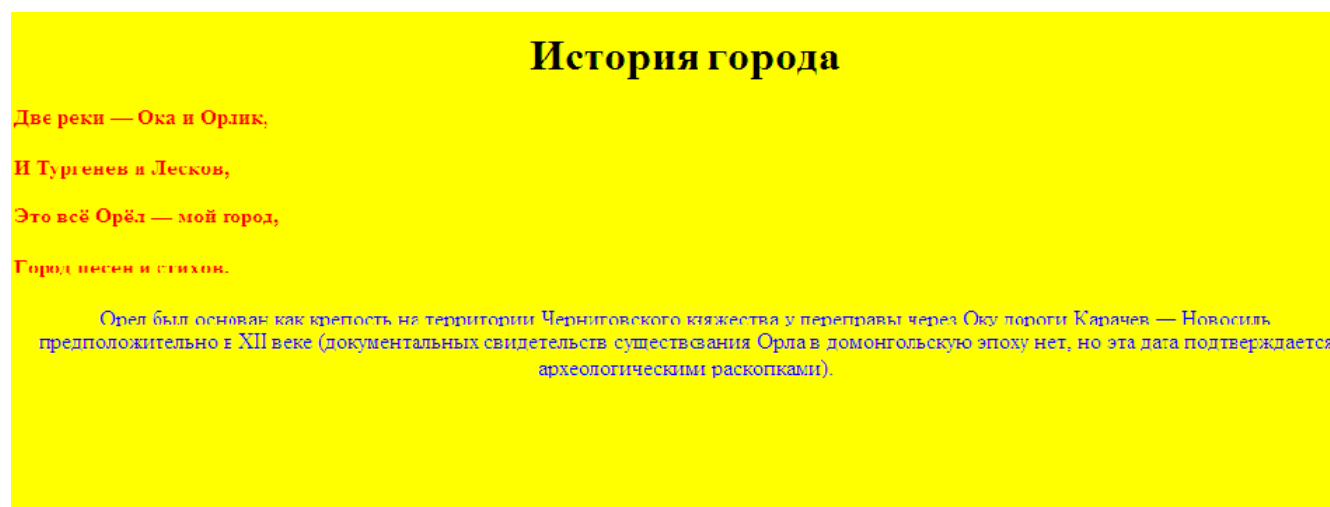 История города
Две реки — Ока и Орлик,
И Тургенев и Лесков,
Это всё Орёл — мой город,
Город песен и стихов.
Орел был основан как крепость на территории Черниговского княжества у переправы через Оку дороги Карачев — Новосиль
предположительно в XII веке (документальных свидетельств существования Орла в домонгольскую эпоху нет, но эта дата подтверждается
археологическими раскопками).